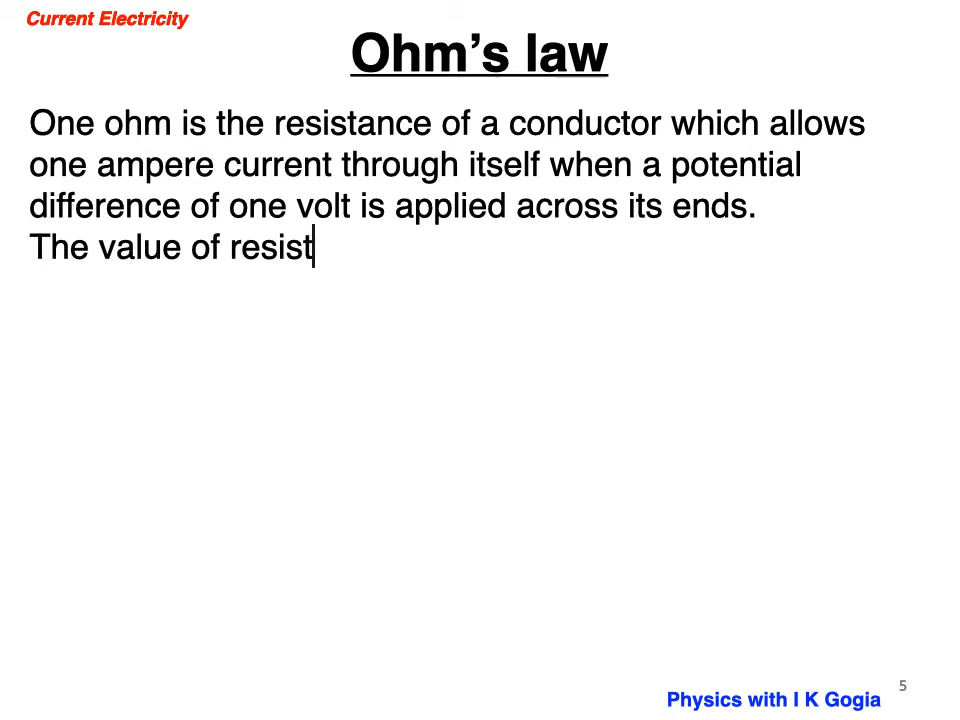 Current Electricity
Ohm’s law
One ohm is the resistance of a conductor which allows
one ampere current through itself when a potential
difference of one volt is applied across its ends.
The value of resist
5
Physics with I K Gogia